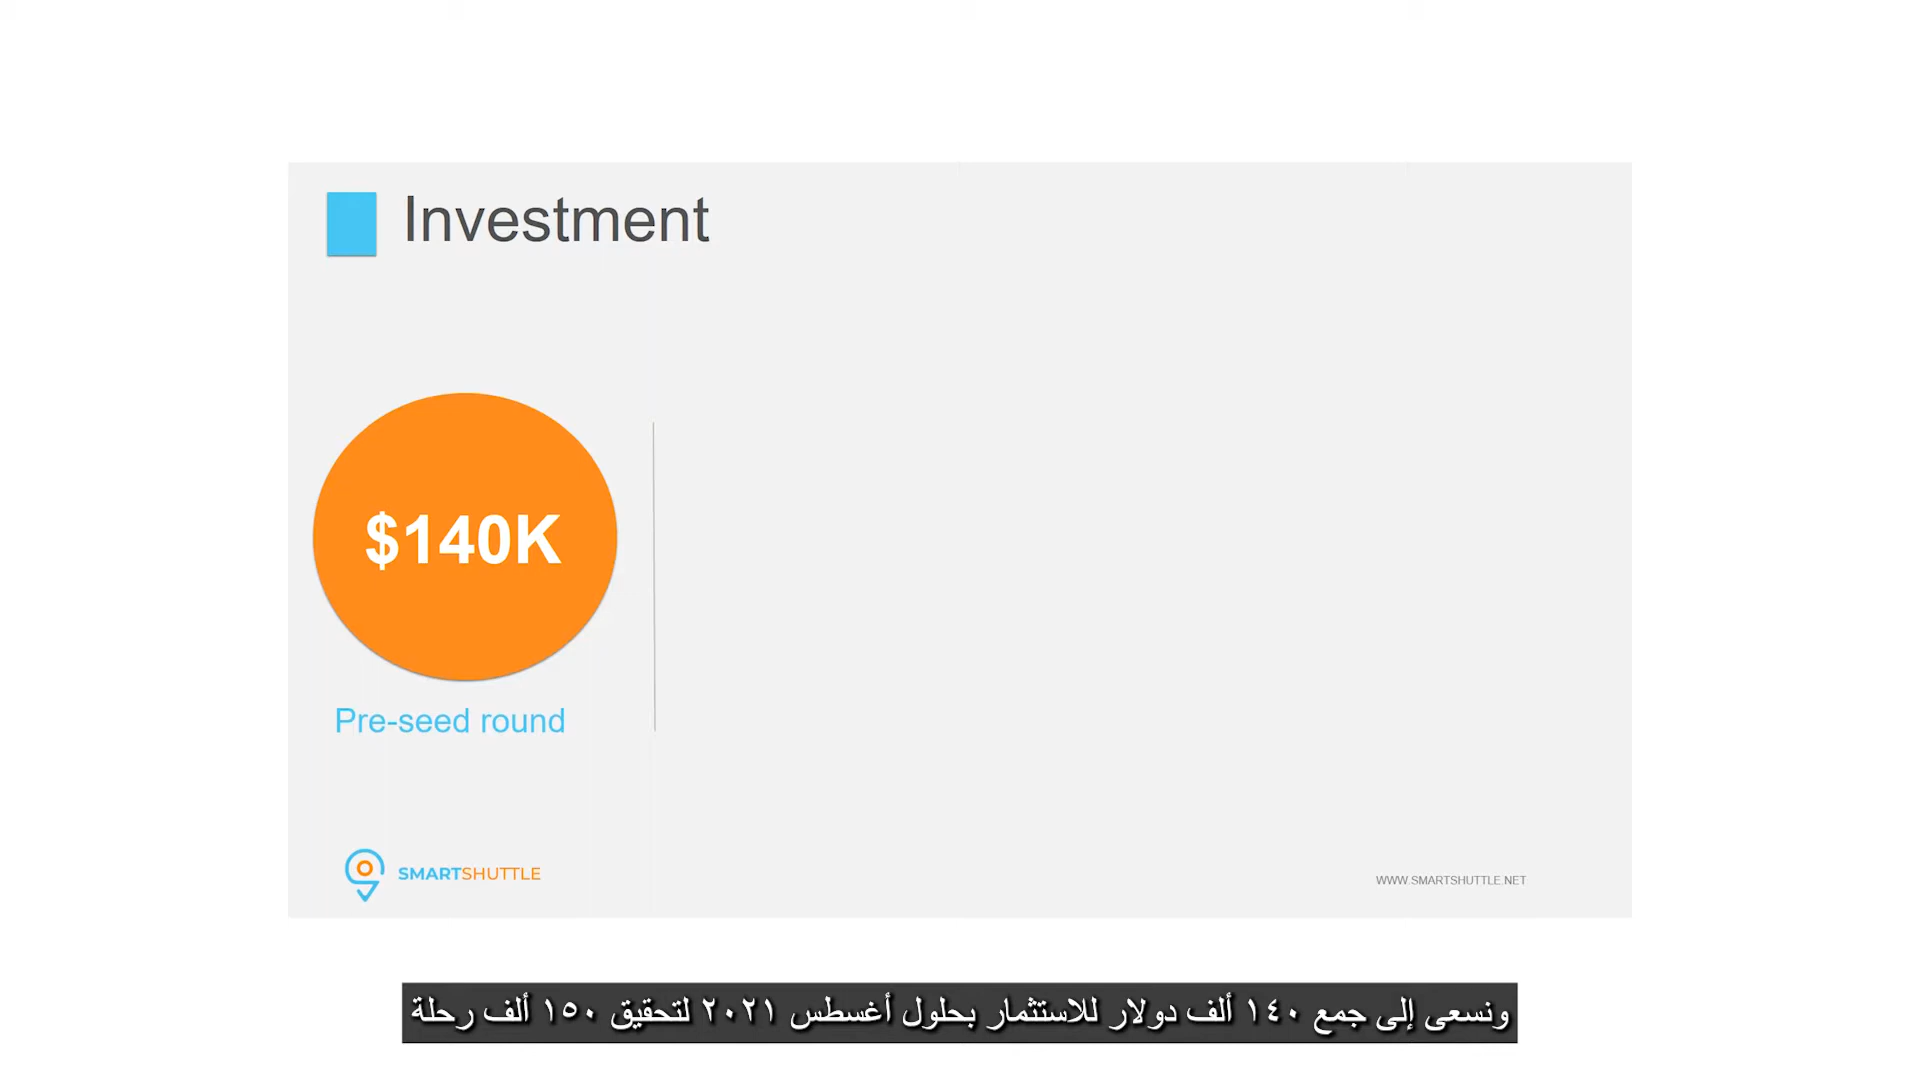 Investment
$140K
Pre-seed round
SMARTSHUTTLE
WWW.SMARTSHUTTLE.NET
ونسعى إلى جمع ١٤٠ ألف دولار للاستثمار بحلول أغسطس ٢٠٢١ لتحقيق ١٥٠ ألف رحلة